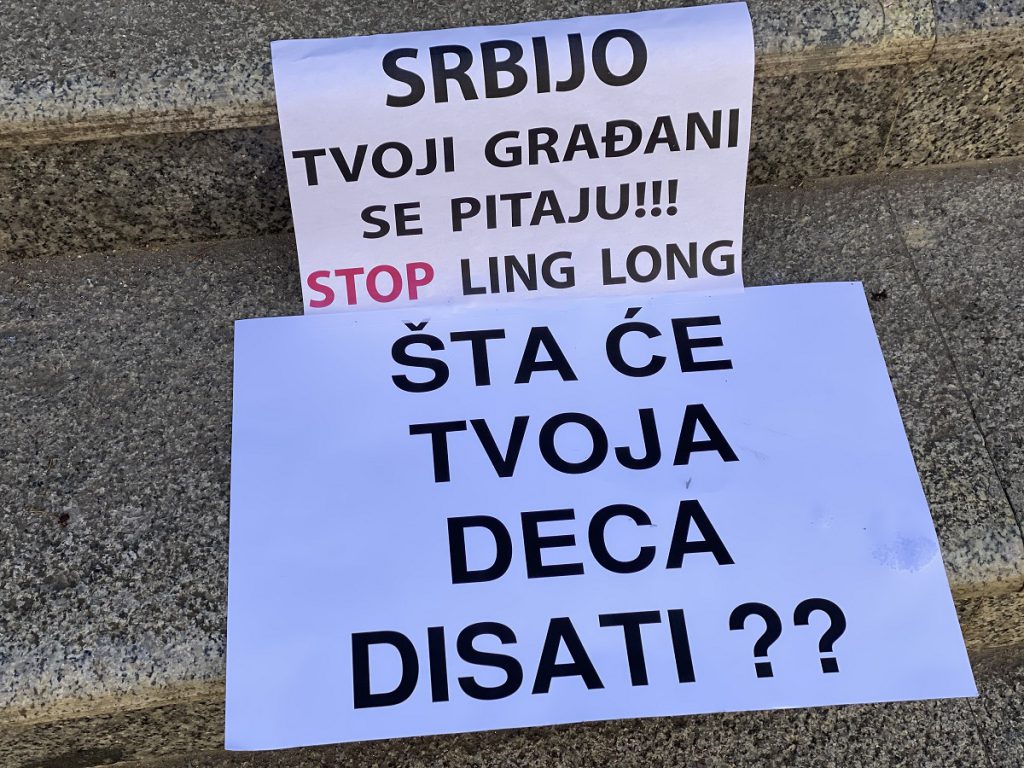 SRBIJO
TVOJI GRAĐANI
SE PITAJU!!!
STOP LING LONG
ŠTA ĆE
TVOJA
DECA
DISATI ??